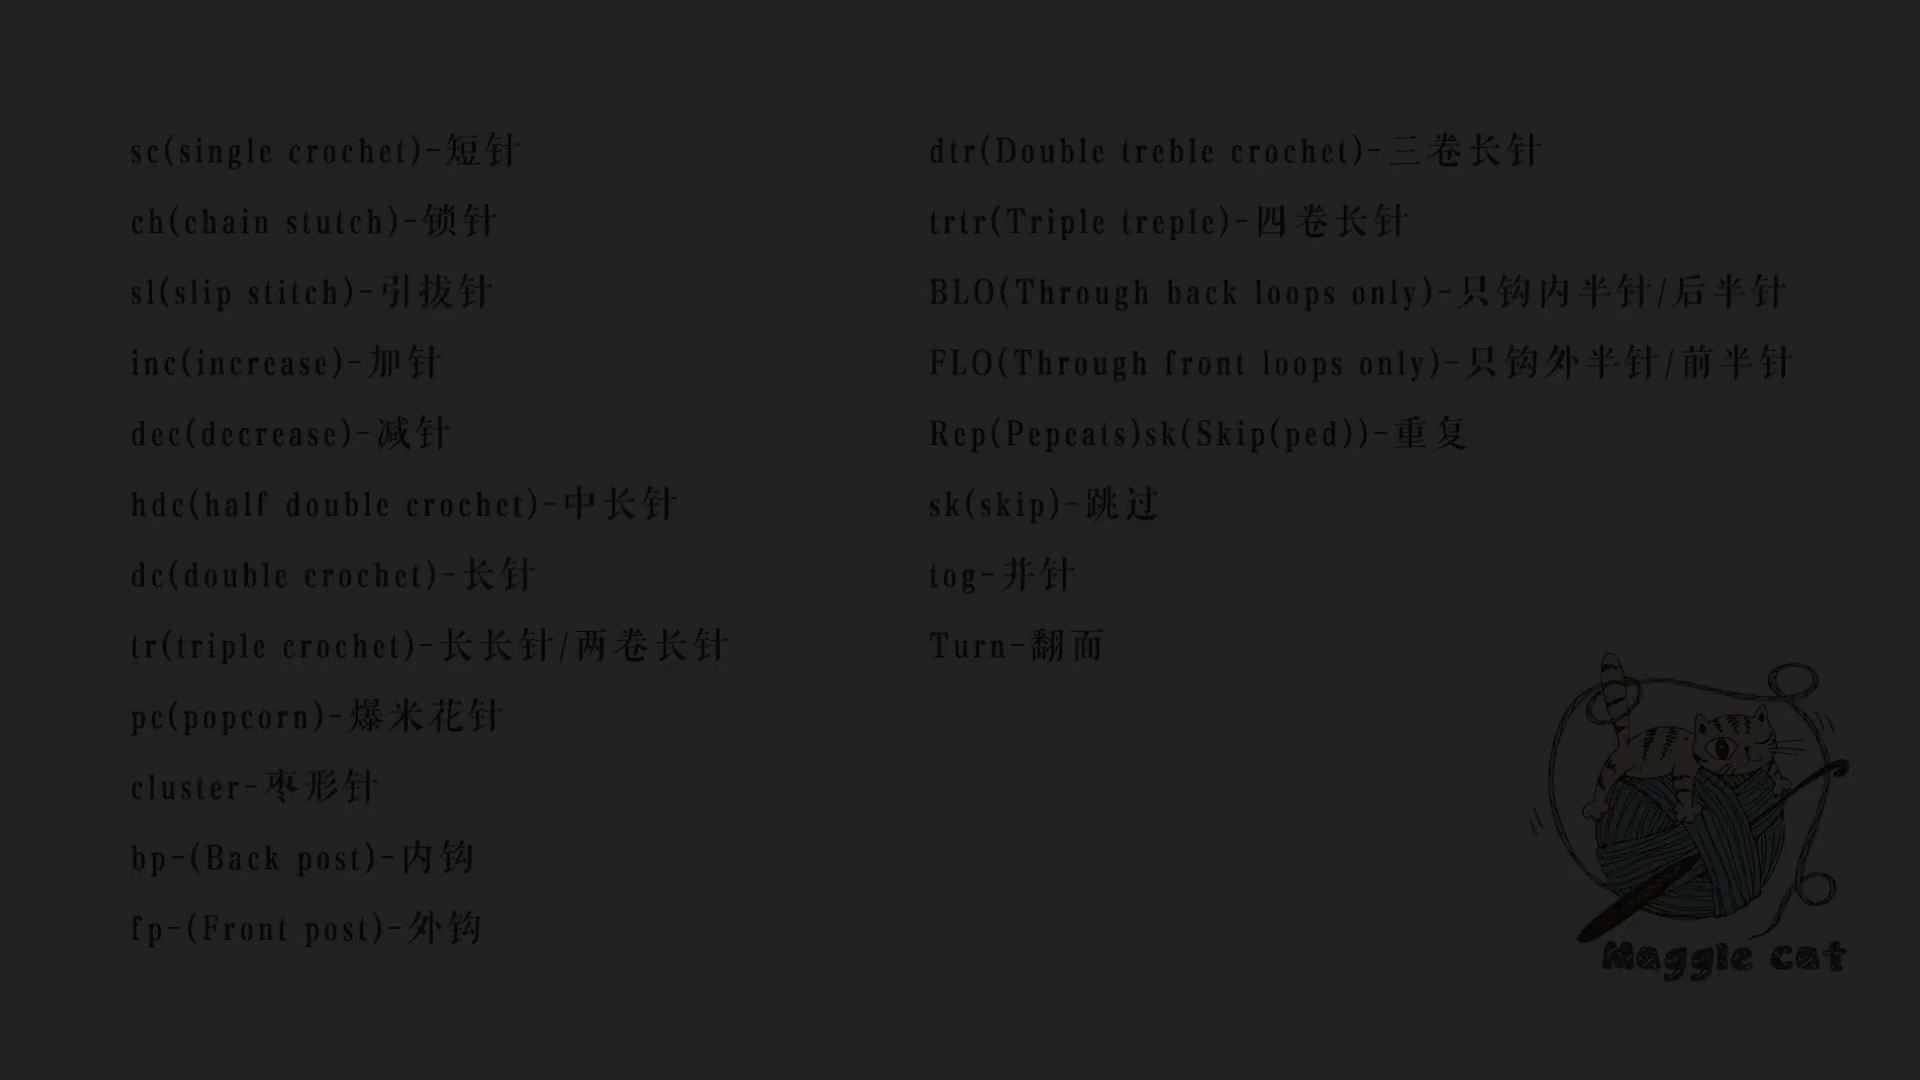 sc(single crochet)-短针
ch(chain stutch)-锁针
sl(slip stitch)-引拔针
inc(increase)-加针
dec(decrease)-减针
hdc(half double crochet)-中长针
dc(double crochet)-长针
tr(triple crochet)-长长针/两卷长针
pc(popcorn)-爆米花针
cluster-枣形针
bp-(Back post)-内钩
fp-(Front post)-外钩
dtr(Double treble crochet)-三卷长针
trtr(Triple treple)-四卷长针
BLO(Through back loops only)-只钩内半针/后半针
FLO(Through front loops only)-只钩外半针/前半针
Rep(Pepeats)sk(Skip(ped))-重复
sk(skip)-跳过
tog-并针
Turn-翻面
Maggie cat